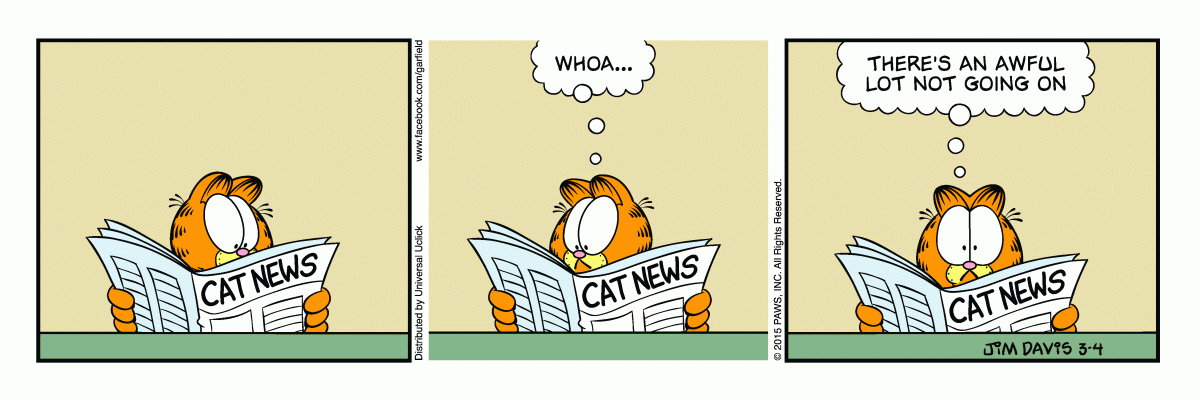 CAT NEWS
www.facebook.com/garfield
Distributed by Universal Uclick
WHOA...
CAT NEWS
© 2015 PAWS, INC. All Rights Reserved.
THERE'S AN AWFUL
LOT NOT GOING ON
CAT NEWS
JIM DAVIS 3-4